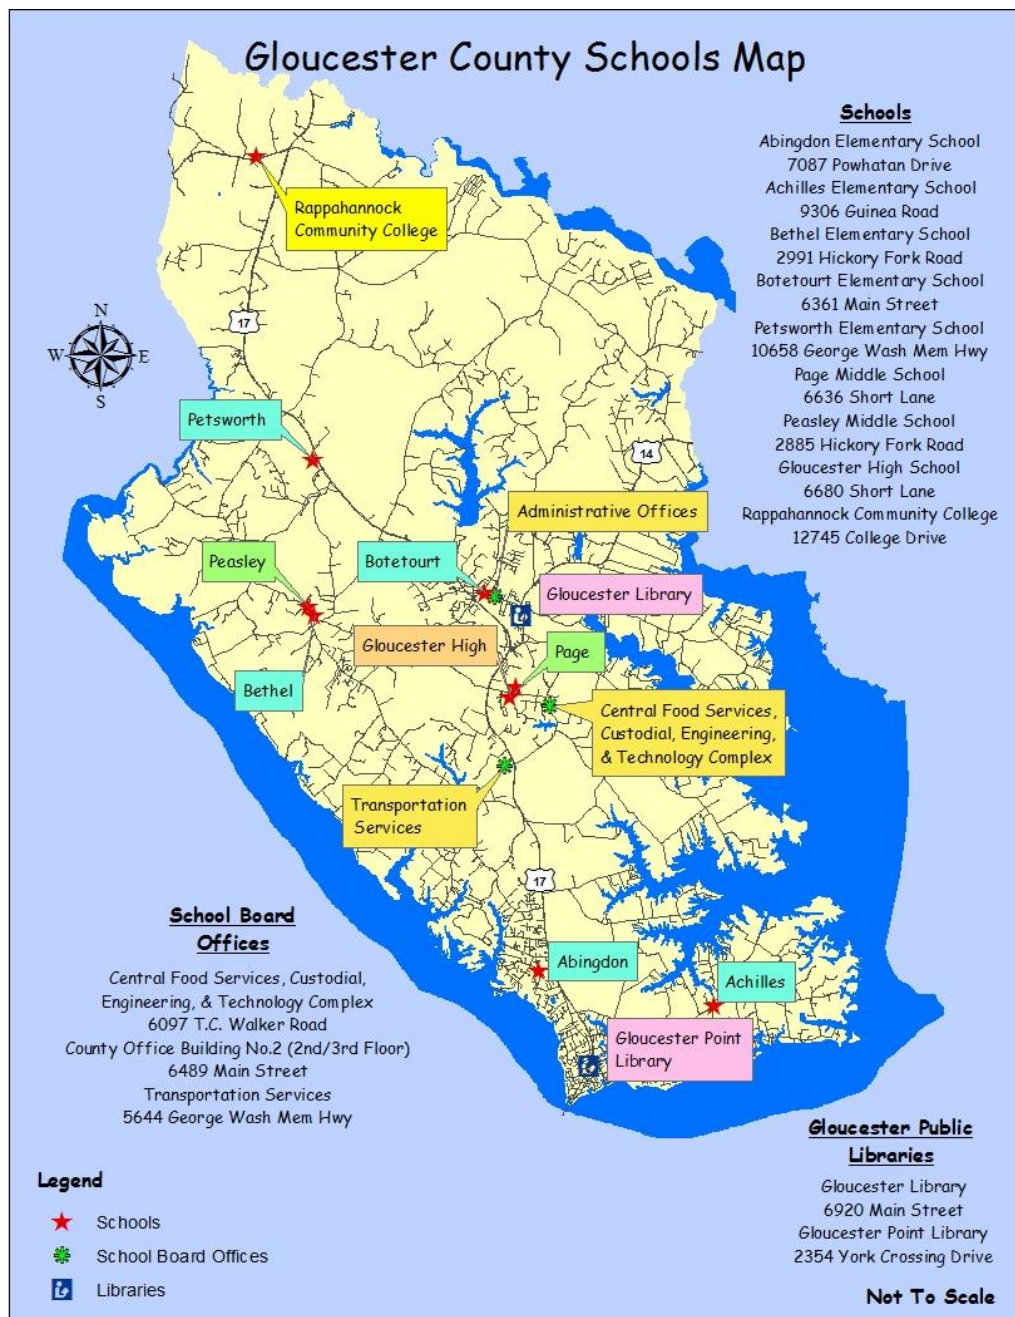 Gloucester County Schools Map
Schools
Abingdon Elementary School
7087 Powhatan Drive
Achilles Elementary School
9306 Guinea Road
Bethel Elementary School
2991 Hickory Fork Road
Botetourt Elementary School
6361 Main Street
Petsworth Elementary School
10658 George Wash Mem Hwy
Page Middle School
6636 Short Lane
Peasley Middle School
2885 Hickory Fork Road
Gloucester High School
6680 Short Lane
Rappahannock Community College
12745 College Drive
Rappahannock
Community College
17
N
W
E
S
Petsworth
14
Administrative Offices
Peasley
Botetourt
Gloucester Library
Gloucester High
Page
Bethel
Central Food Services,
Custodial, Engineering,
& Technology Complex
Transportation
Services
17
Abingdon
Achilles
Gloucester Point
Library
School Board
Offices
Central Food Services, Custodial,
Engineering, & Technology Complex
6097 T.C. Walker Road
County Office Building No.2 (2nd/3rd Floor)
6489 Main Street
Transportation Services
5644 George Wash Mem Hwy
Gloucester Public
Libraries
Gloucester Library
6920 Main Street
Gloucester Point Library
2354 York Crossing Drive
Legend
Schools
School Board Offices
Libraries
Not To Scale